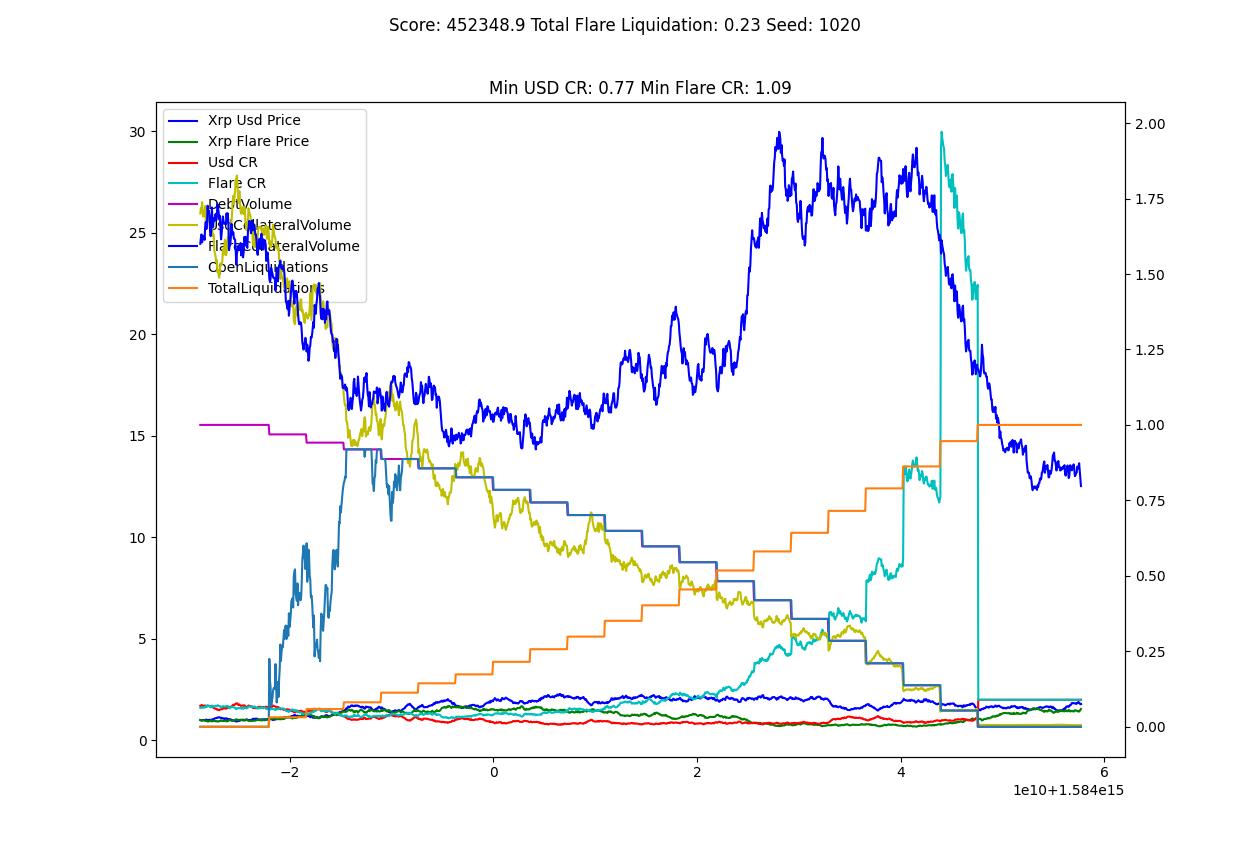 Score: 452348.9 Total Flare Liquidation: 0.23 Seed: 1020
Min USD CR: 0.77 Min Flare CR: 1.09
Xrp Usd Price
Xrp Flare Price
Usd CR
Flare CR
DebtVolume
UsdCollateralVolume
FlareCollateralVolume
OpenLiquidations
TotalLiquidations
30
25
20
15
10
5
0
2.00
1.75
1.50
1.25
1.00
0.75
0.50
0.25
0.00
−2
0
2
4
6
1e10+1.584e15